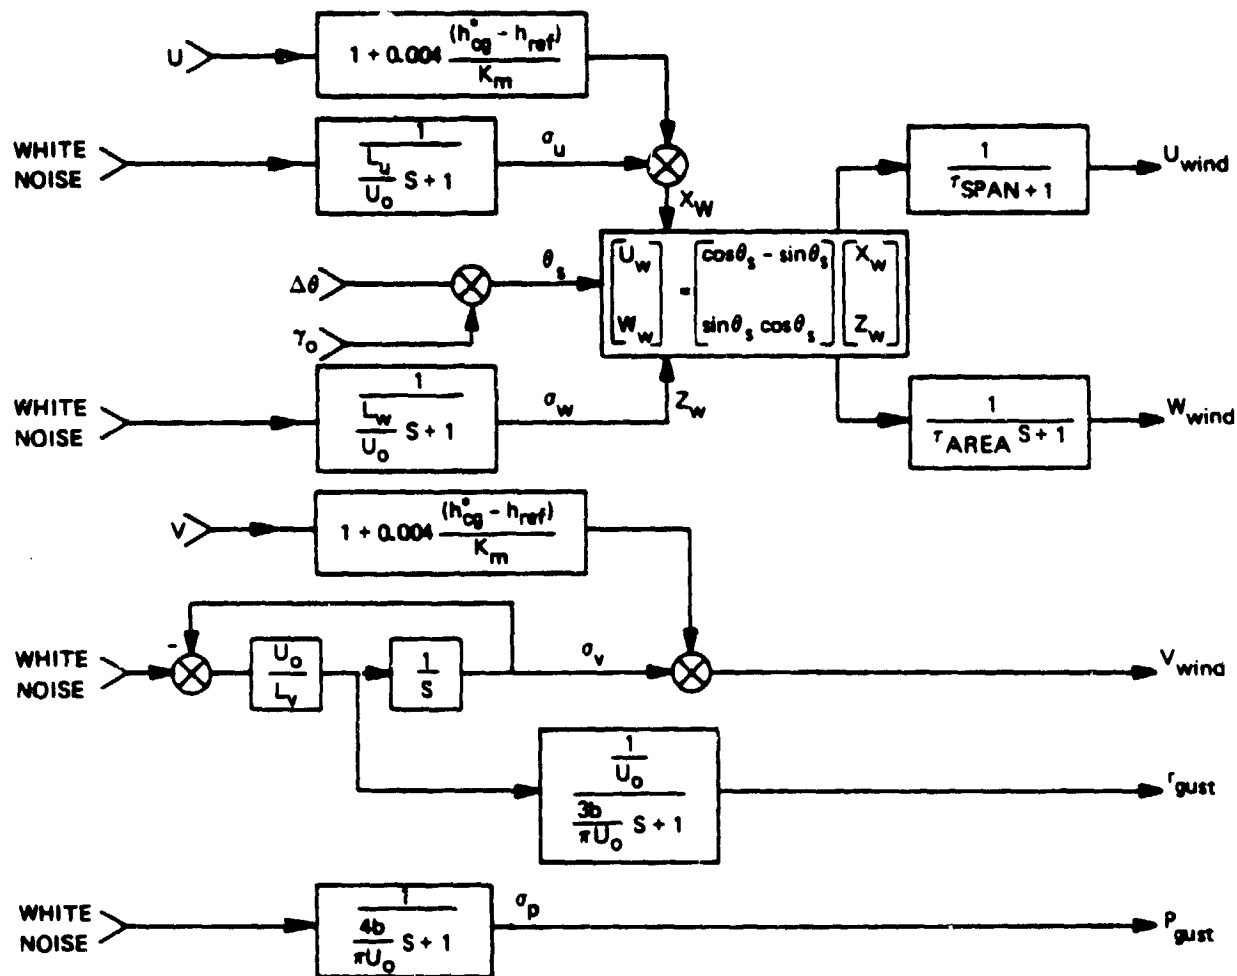 U
1 + 0.004 (h*cg - href) / Km
WHITE NOISE
1 / (Lu/Uo S + 1)
σu
XW
1 / (τSPAN + 1)
Uwind
Δθ
γo
θs
[Uw Ww] = [cosθs - sinθs sinθs cosθs] [Xw Zw]
WHITE NOISE
1 / (Lw/Uo S + 1)
σw
Zw
1 / (τAREA S + 1)
Wwind
V
1 + 0.004 (h*cg - href) / Km
WHITE NOISE
-
Uo / Lv
1 / S
σv
Vwind
1/Uo / (3b/πUo S + 1)
rgust
WHITE NOISE
1 / (4b/πUo S + 1)
σp
Pgust